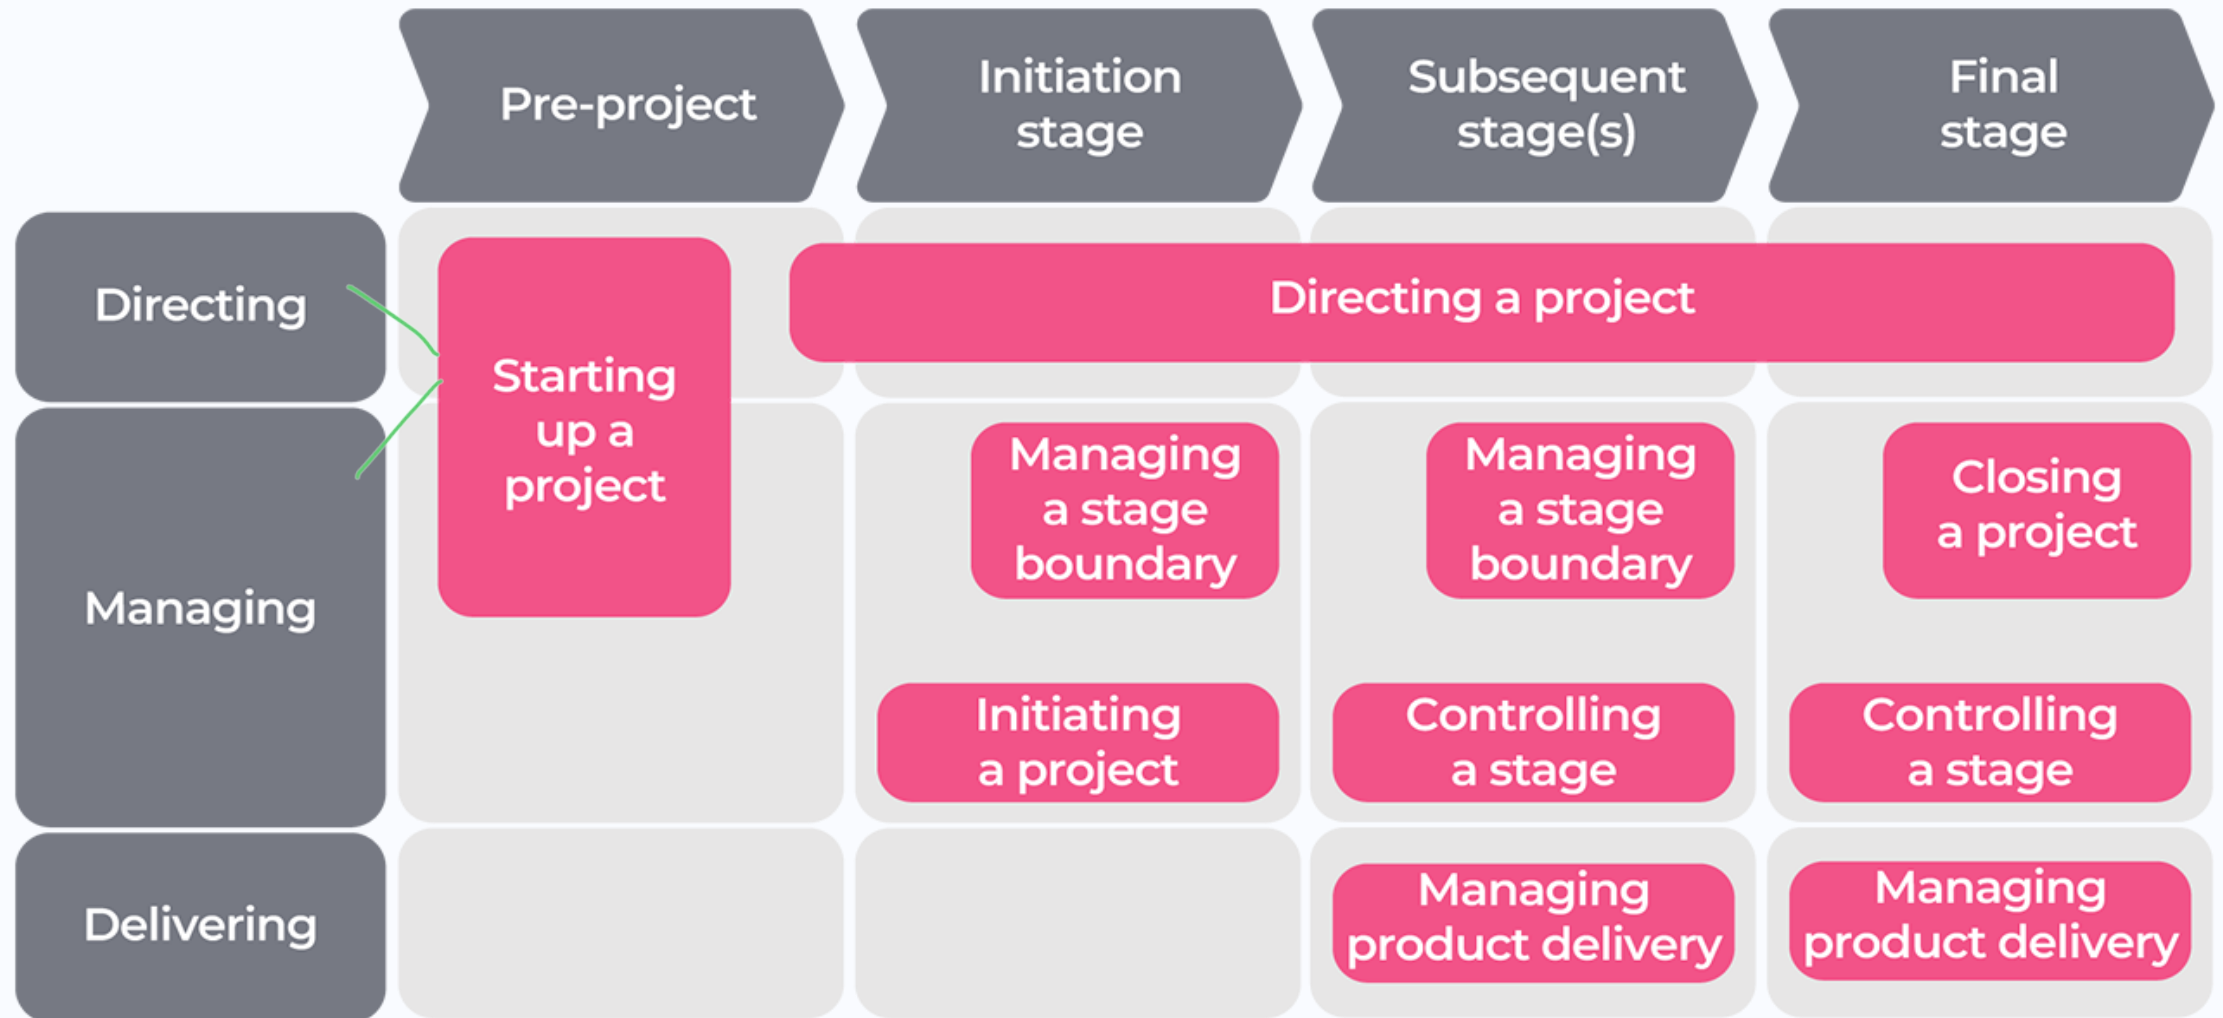 Pre-project
Initiation
stage
Subsequent
stage(s)
Final
stage
Directing
Starting
up a
project
Directing a project
Managing
Managing
a stage
boundary
Managing
a stage
boundary
Closing
a project
Initiating
a project
Controlling
a stage
Controlling
a stage
Delivering
Managing
product delivery
Managing
product delivery